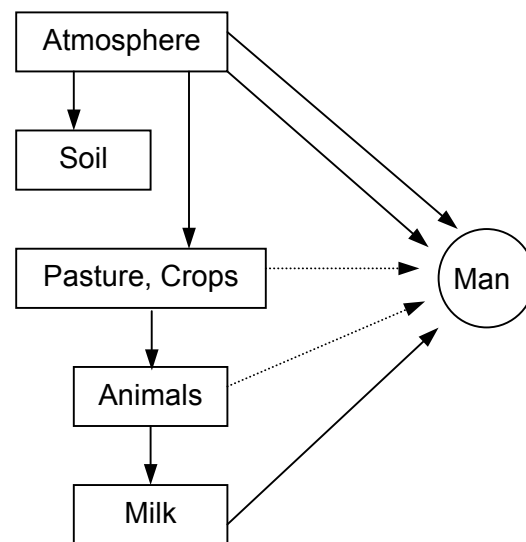 Atmosphere
Soil
Pasture, Crops
Man
Animals
Milk